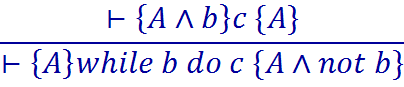 ⊢ {A ∧ b}c {A}
⊢ {A}while b do c {A ∧ not b}